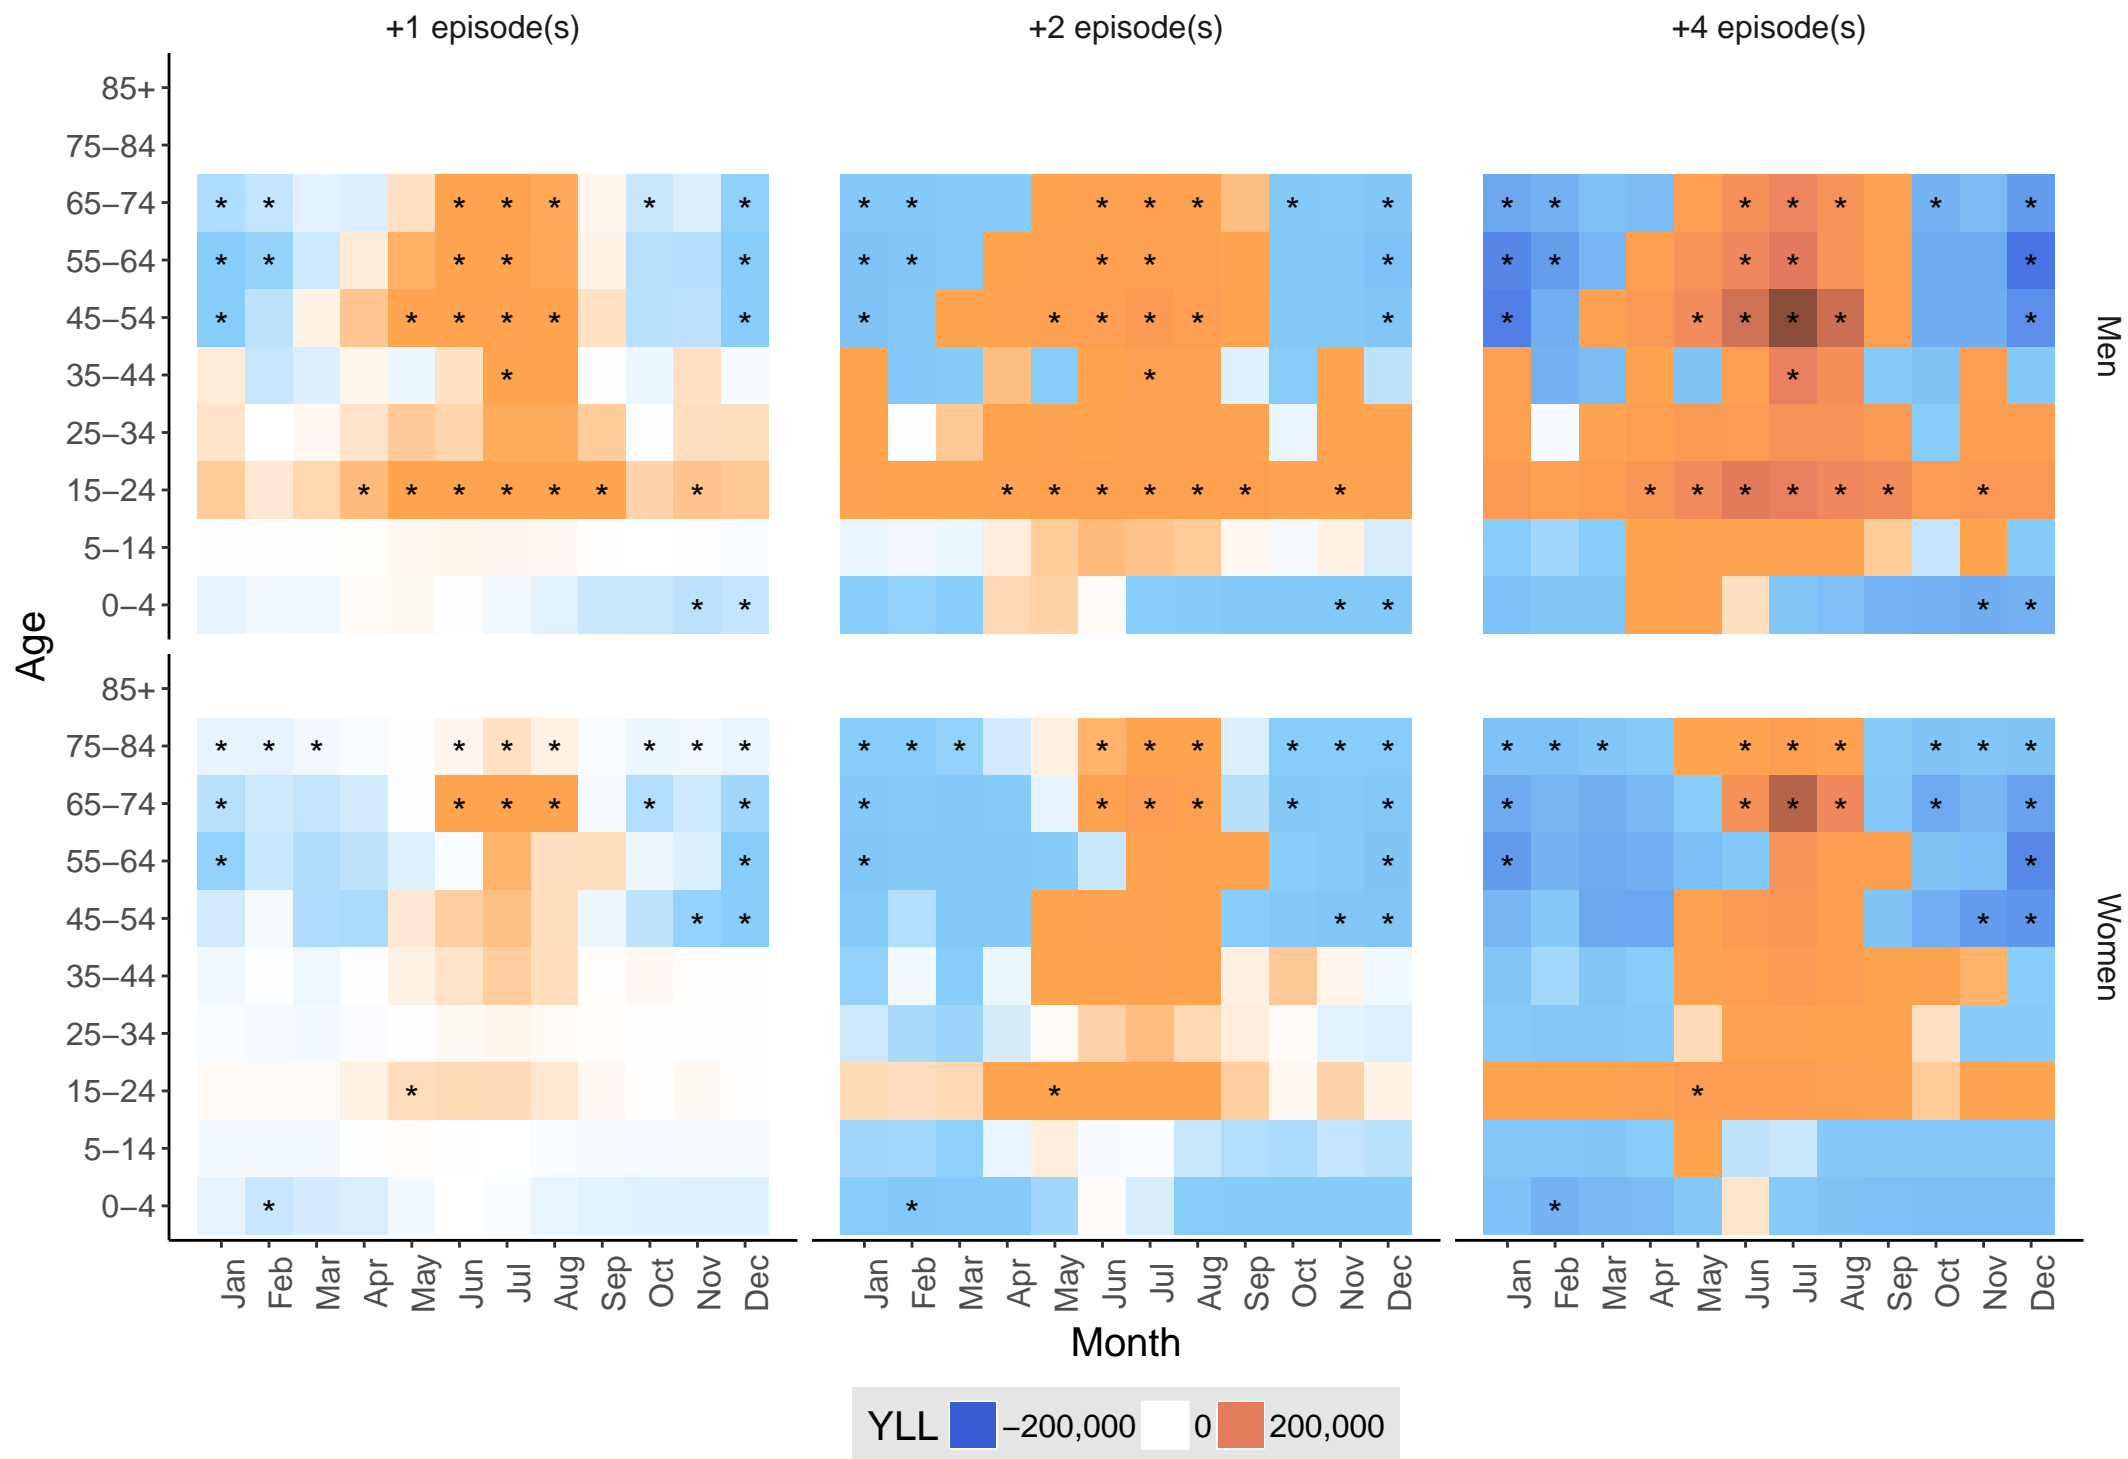 +1 episode(s) +2 episode(s) +4 episode(s)
85+
75−84
65−74 * * * * * * * * * * * * * * * * * * * * *
55−64 * * * * * * * * * * * * * * *
45−54 * * * * * * * * * * * * * * * * * *
35−44 * * *
25−34
15−24 * * * * * * * * * * * * * * * * * * * * *
5−14
0−4 * * * * * *
Men
Age
85+
75−84 * * * * * * * * * * * * * * * * * * * * * * * * * * *
65−74 * * * * * * * * * * * * * * * * * *
55−64 * * * * * *
45−54 * * * * * *
35−44
25−34
15−24 * * *
5−14
0−4 * * *
Women
Jan Feb Mar Apr May Jun Jul Aug Sep Oct Nov Dec Jan Feb Mar Apr May Jun Jul Aug Sep Oct Nov Dec Jan Feb Mar Apr May Jun Jul Aug Sep Oct Nov Dec
Month
YLL −200,000 0 200,000